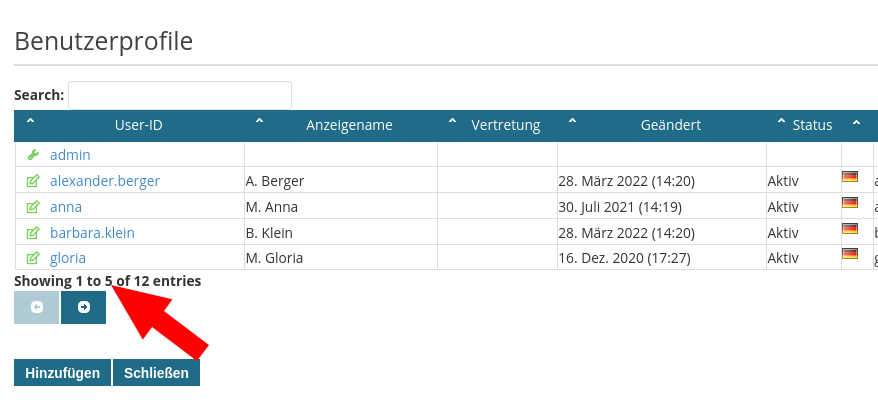 Benutzerprofile
Search:
User-ID Anzeigename Vertretung Geändert Status
admin
alexander.berger A. Berger 28. März 2022 (14:20) Aktiv
anna M. Anna 30. Juli 2021 (14:19) Aktiv
barbara.klein B. Klein 28. März 2022 (14:20) Aktiv
gloria M. Gloria 16. Dez. 2020 (17:27) Aktiv
Showing 1 to 5 of 12 entries
Hinzufügen Schließen